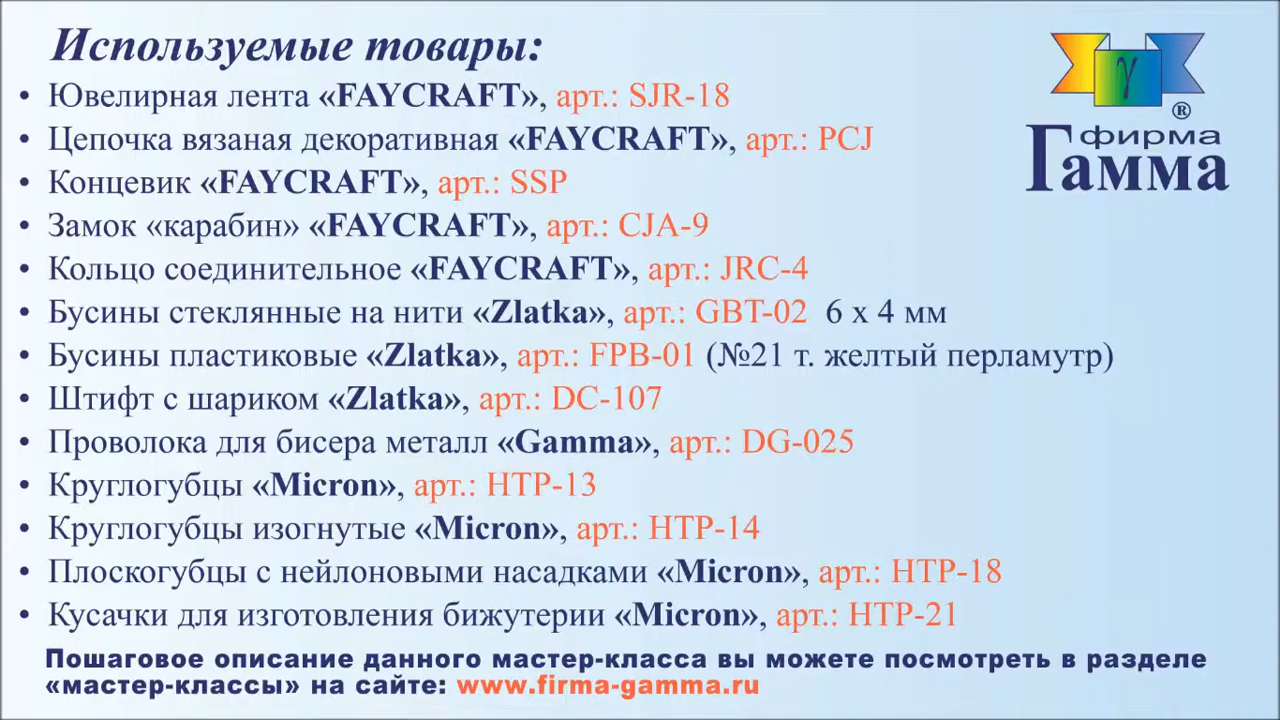 Используемые товары:
• Ювелирная лента «FAYCRAFT», арт.: SJR-18
• Цепочка вязаная декоративная «FAYCRAFT», арт.: PCJ
• Концевик «FAYCRAFT», арт.: SSP
• Замок «карабин» «FAYCRAFT», арт.: CJA-9
• Кольцо соединительное «FAYCRAFT», арт.: JRC-4
• Бусины стеклянные на нити «Zlatka», арт.: GBT-02 6 х 4 мм
• Бусины пластиковые «Zlatka», арт.: FPB-01 (№21 т. желтый перламутр)
• Штифт с шариком «Zlatka», арт.: DC-107
• Проволока для бисера металл «Gamma», арт.: DG-025
• Круглогубцы «Micron», арт.: HTP-13
• Круглогубцы изогнутые «Micron», арт.: HTP-14
• Плоскогубцы с нейлоновыми насадками «Micron», арт.: HTP-18
• Кусачки для изготовления бижутерии «Micron», арт.: HTP-21
Пошаговое описание данного мастер-класса вы можете посмотреть в разделе
«мастер-классы» на сайте: www.firma-gamma.ru
γ
®
фирма
Гамма